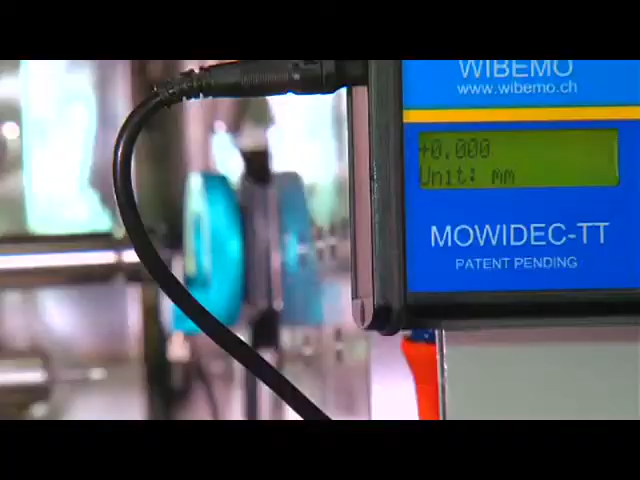 WIBEMO
www.wibemo.ch
+0.000
Unit: mm
MOWIDEC-TT
PATENT PENDING